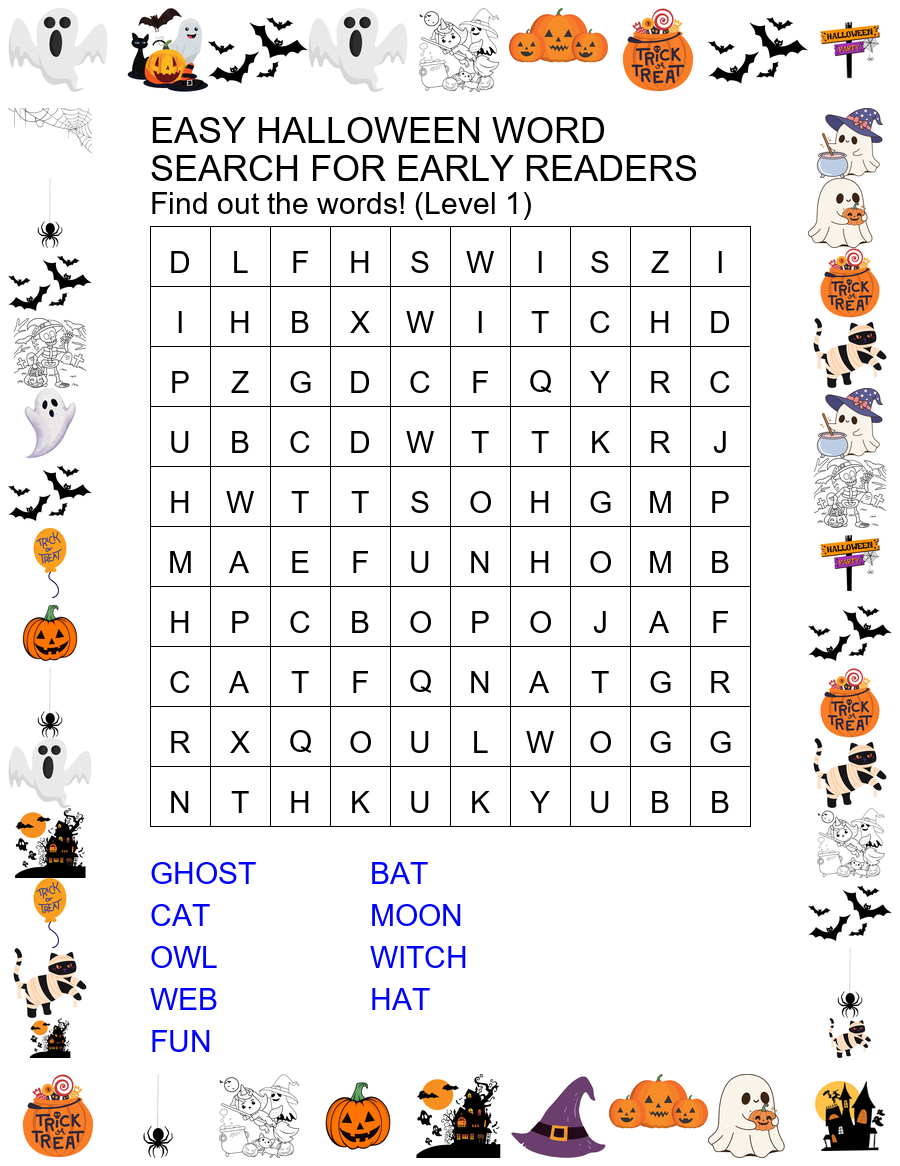 HALLOWEEN
PARTY
TRICK
or
TREAT
EASY HALLOWEEN WORD
SEARCH FOR EARLY READERS
Find out the words! (Level 1)
D L F H S W I S Z I
I H B X W I T C H D
P Z G D C F Q Y R C
U B C D W T T K R J
H W T T S O H G M P
M A E F U N H O M B
H P C B O P O J A F
C A T F Q N A T G R
R X Q O U L W O G G
N T H K U K Y U B B
TRICK
or
TREAT
TRICK
or
TREAT
TRICK
or
TREAT
HALLOWEEN
PARTY
TRICK
or
TREAT
GHOST BAT
CAT MOON
OWL WITCH
WEB HAT
FUN
TRICK
or
TREAT